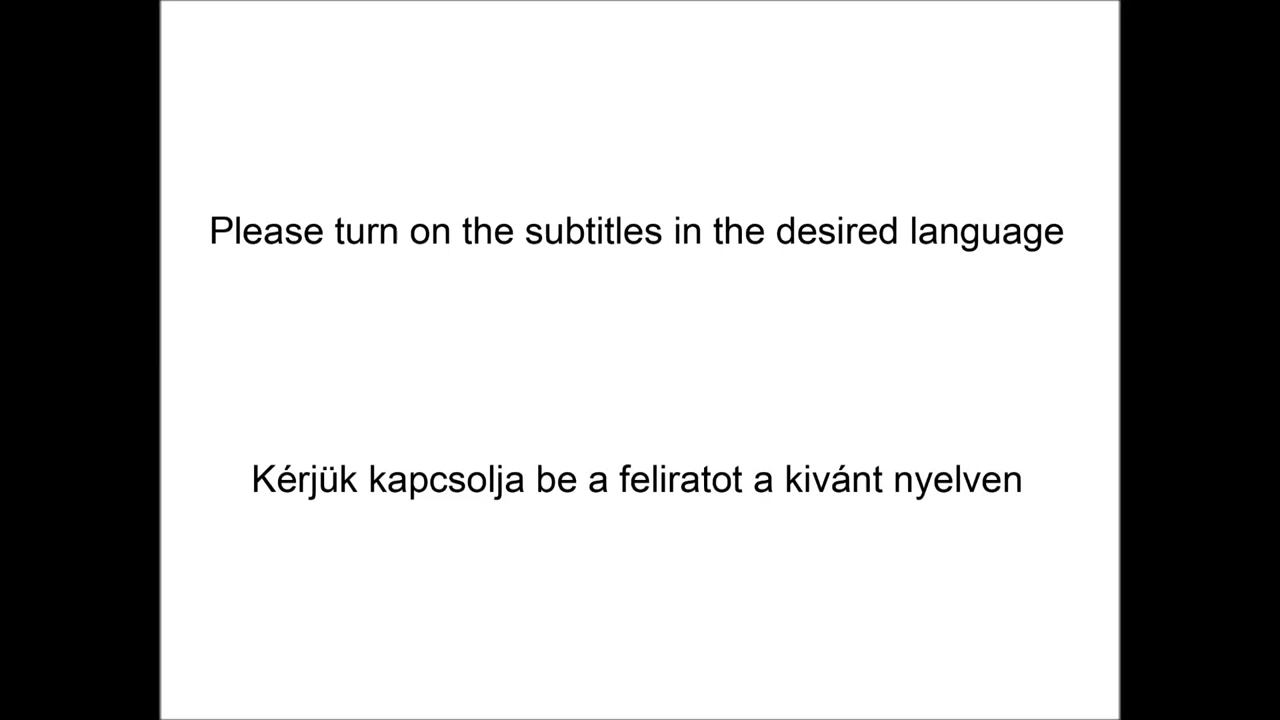 Please turn on the subtitles in the desired language
Kérjük kapcsolja be a feliratot a kivánt nyelven